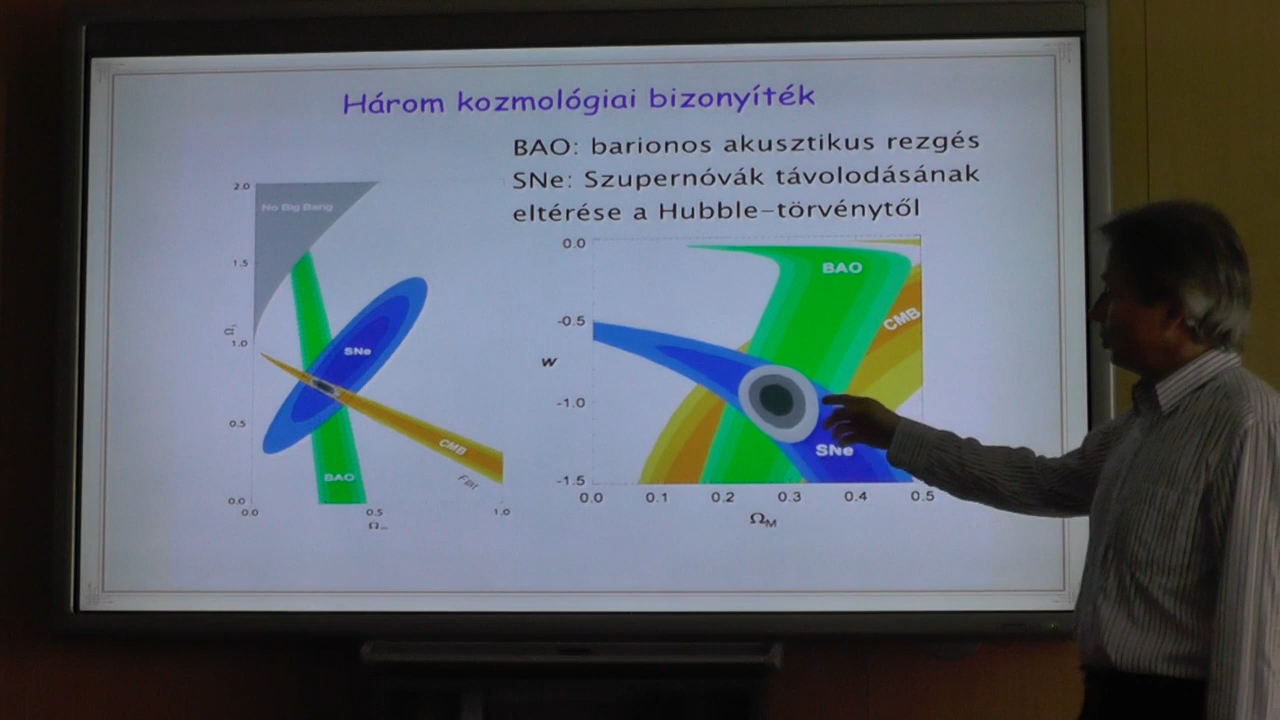 Három kozmológiai bizonyíték
BAO: barionos akusztikus rezgés
SNe: Szupernóvák távolodásának
eltérése a Hubble-törvénytől
2.0
No Big Bang
1.5
1.0
SNe
0.5
CMB
BAO
Flat
0.0
0.0
0.5
1.0
0.0
BAO
CMB
-0.5
w
-1.0
SNe
-1.5
0.0 0.1 0.2 0.3 0.4 0.5
ΩM